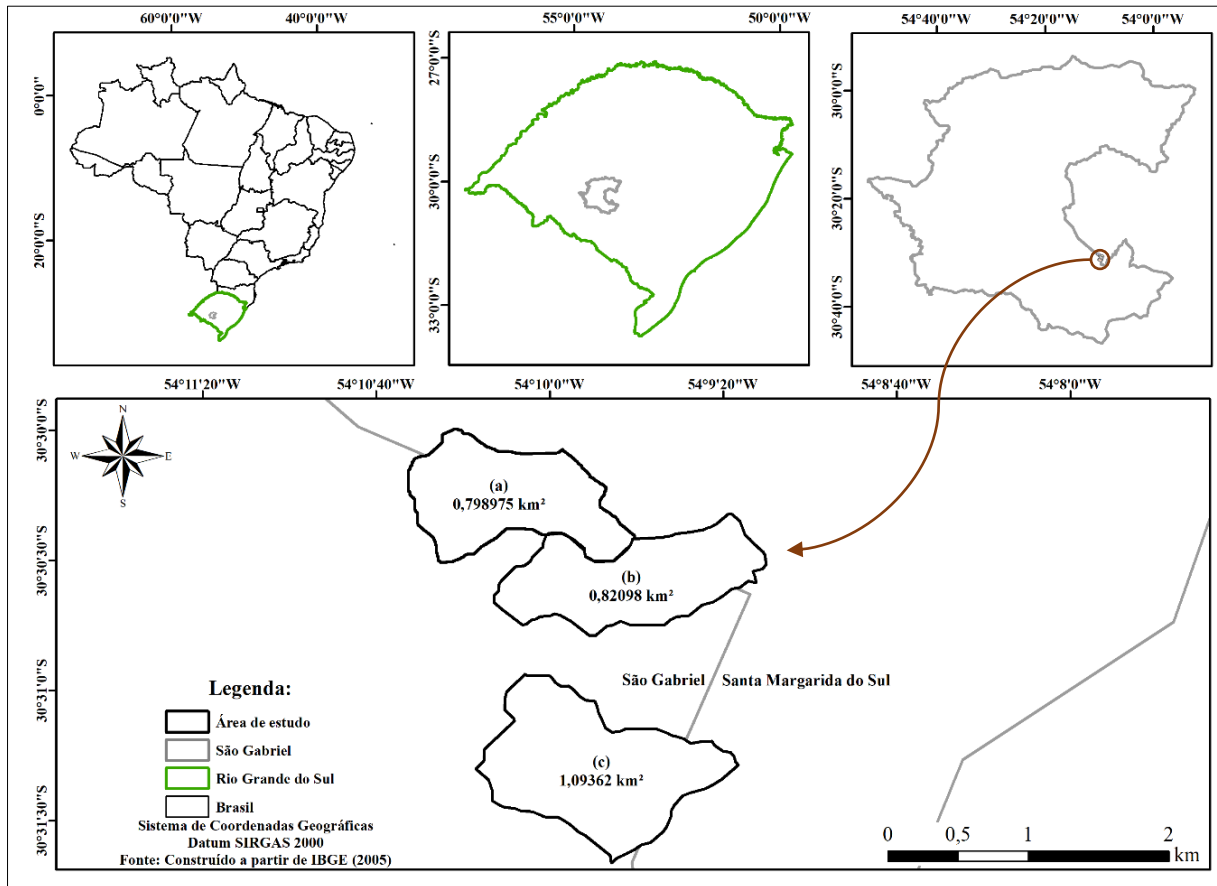 60°0'0"W
40°0'0"W
0°0'0"
20°0'0"S
55°0'0"W
50°0'0"W
27°0'0"S
30°0'0"S
33°0'0"S
54°40'0"W
54°20'0"W
54°0'0"W
30°0'0"S
30°20'0"S
30°40'0"S
54°11'20"W
54°10'40"W
54°10'0"W
54°9'20"W
54°8'40"W
54°8'0"W
30°30'0"S
30°30'30"S
30°31'0"S
30°31'30"S
N
W
E
S
(a)
0,798975 km²
(b)
0,82098 km²
São Gabriel
Santa Margarida do Sul
(c)
1,09362 km²
Legenda:
Área de estudo
São Gabriel
Rio Grande do Sul
Brasil
Sistema de Coordenadas Geográficas
Datum SIRGAS 2000
Fonte: Construído a partir de IBGE (2005)
0
0,5
1
2
km